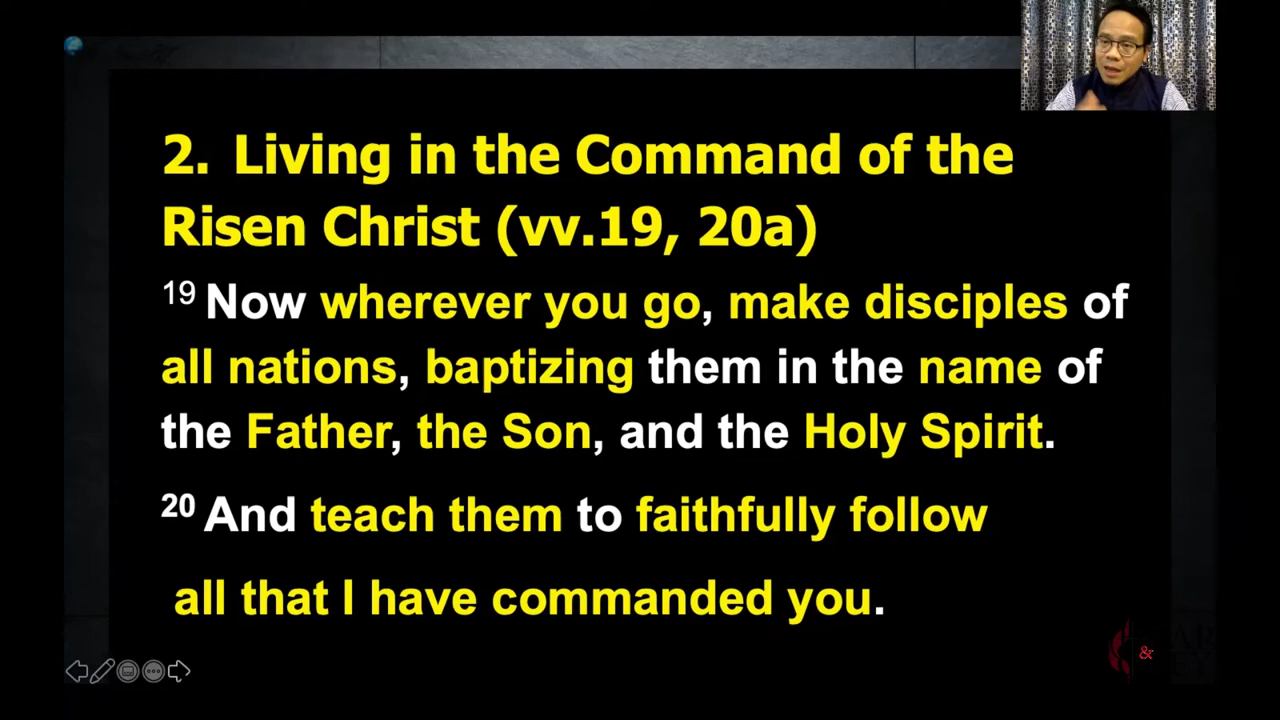 2. Living in the Command of the
Risen Christ (vv.19, 20a)
19 Now wherever you go, make disciples of
all nations, baptizing them in the name of
the Father, the Son, and the Holy Spirit.
20 And teach them to faithfully follow
all that I have commanded you.
&